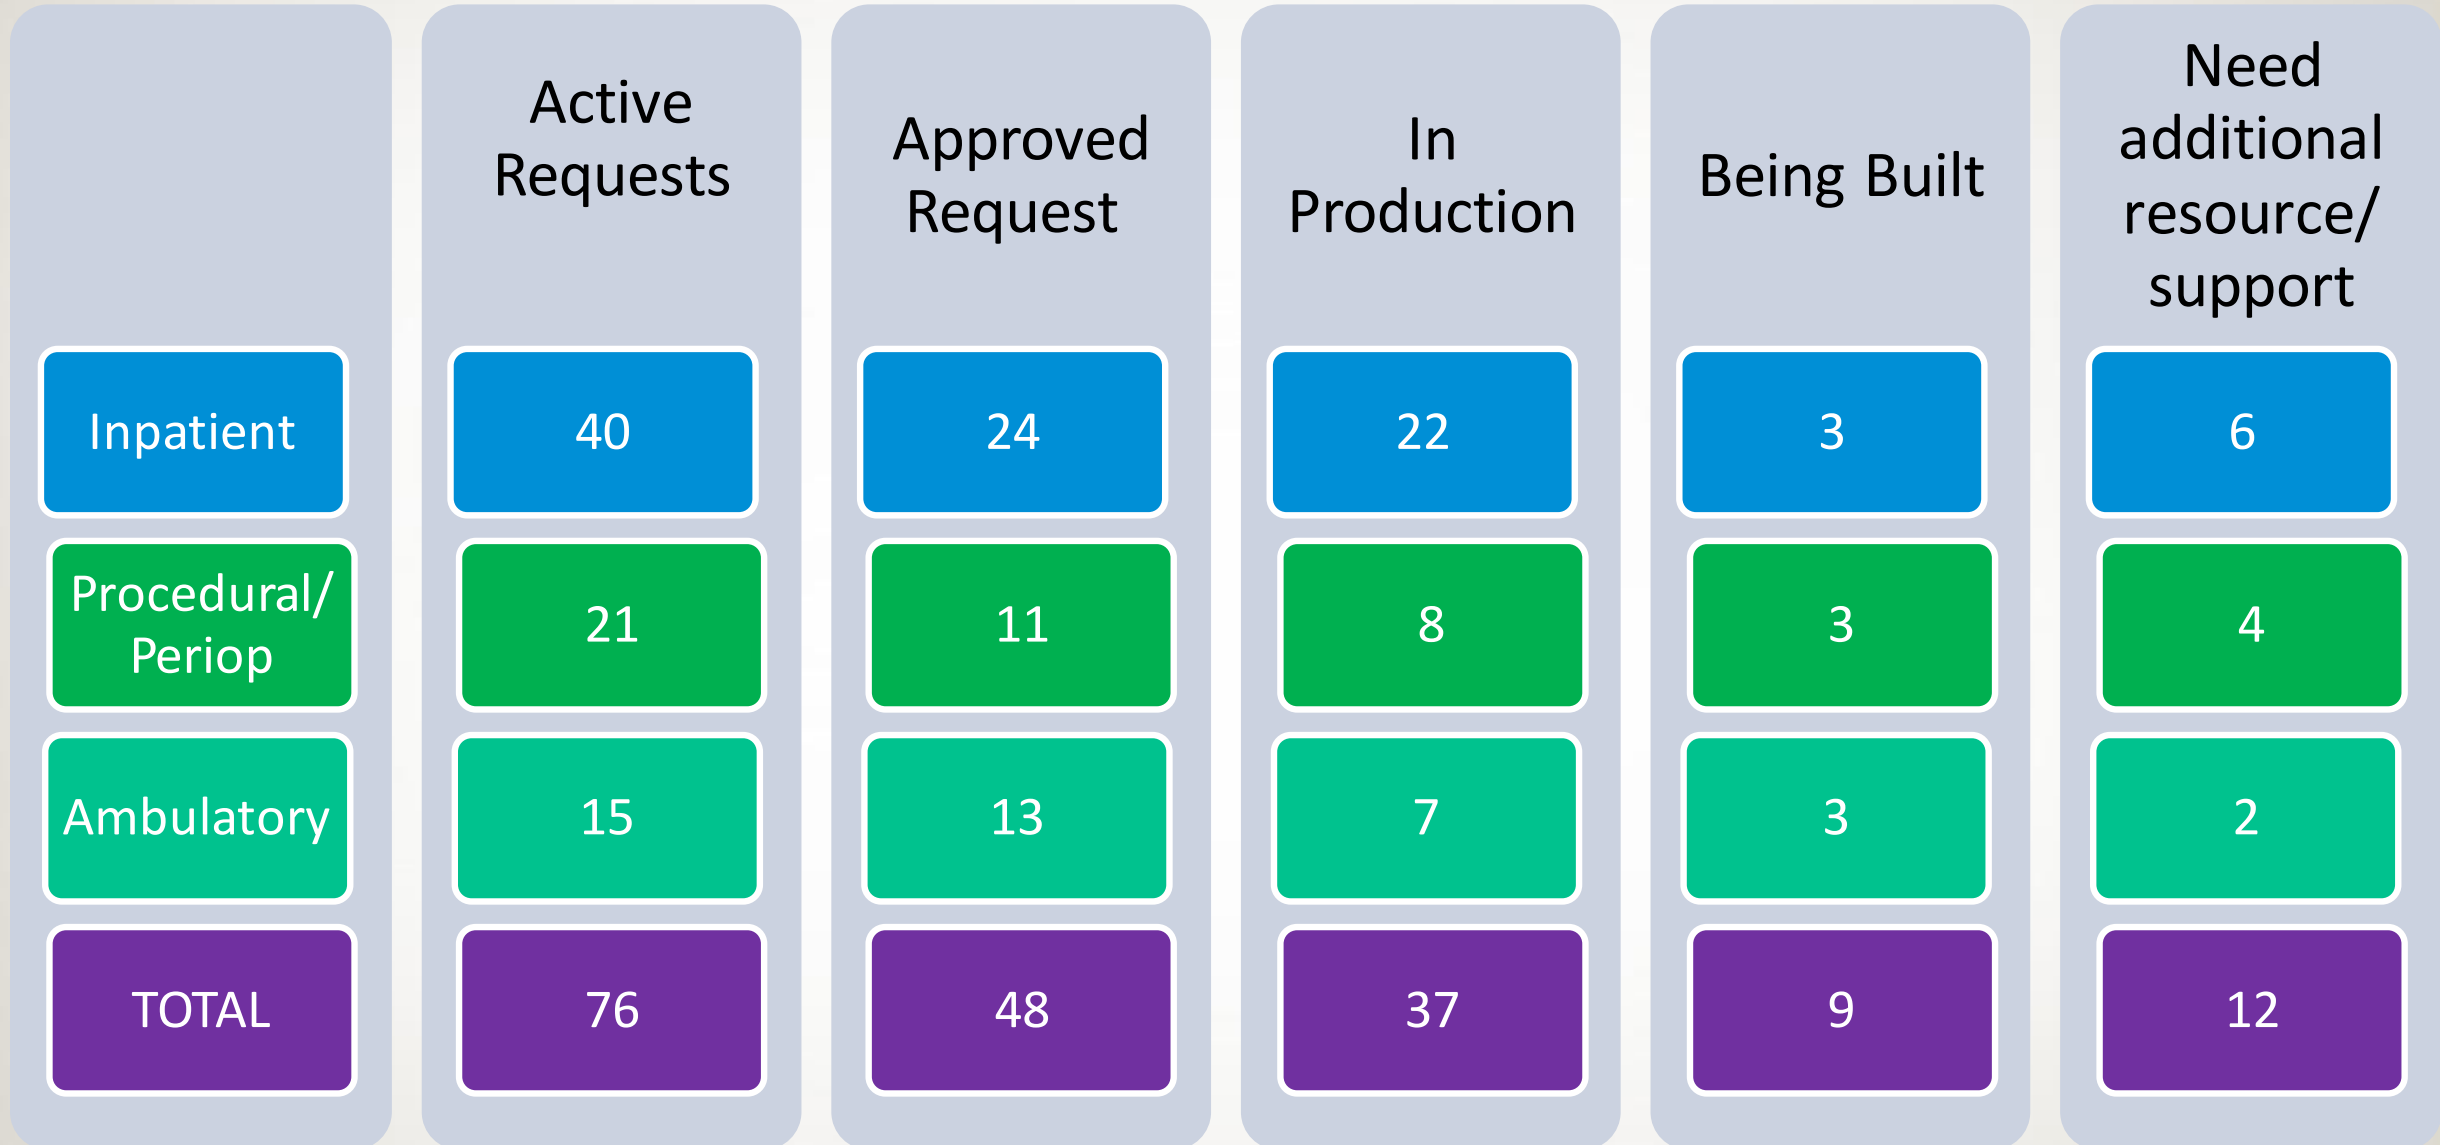 Active
Requests
Approved
Request
In
Production
Being Built
Need
additional
resource/
support
Inpatient
40
24
22
3
6
Procedural/
Periop
21
11
8
3
4
Ambulatory
15
13
7
3
2
TOTAL
76
48
37
9
12